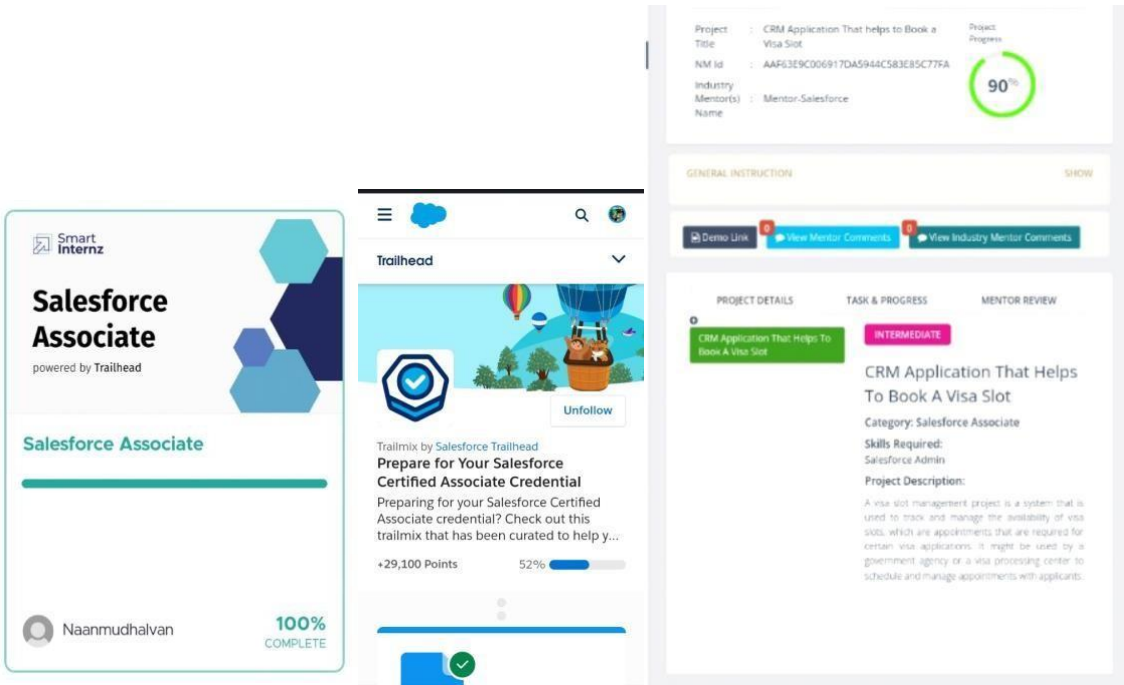 Smart
Internz
Salesforce
Associate
powered by Trailhead
Salesforce Associate
Naanmudhalvan
100%
COMPLETE
Trailhead
Unfollow
Trailmix by Salesforce Trailhead
Prepare for Your Salesforce
Certified Associate Credential
Preparing for your Salesforce Certified
Associate credential? Check out this
trailmix that has been curated to help y...
+29,100 Points
52%
Project
Title
: CRM Application That helps to Book a
Visa Slot
NM Id : AAF63E9C006917DA5944C583E85C77FA
Industry
Mentor(s)
Name
: Mentor-Salesforce
Project
Progress
90%
GENERAL INSTRUCTION
SHOW
Demo Link
0
View Mentor Comments
0
View Industry Mentor Comments
PROJECT DETAILS
TASK & PROGRESS
MENTOR REVIEW
CRM Application That Helps To
Book A Visa Slot
INTERMEDIATE
CRM Application That Helps
To Book A Visa Slot
Category: Salesforce Associate
Skills Required:
Salesforce Admin
Project Description:
A visa slot management project is a system that is
used to track and manage the availability of visa
slots, which are appointments that are required for
certain visa applications. It might be used by a
government agency or a visa processing center to
schedule and manage appointments with applicants.